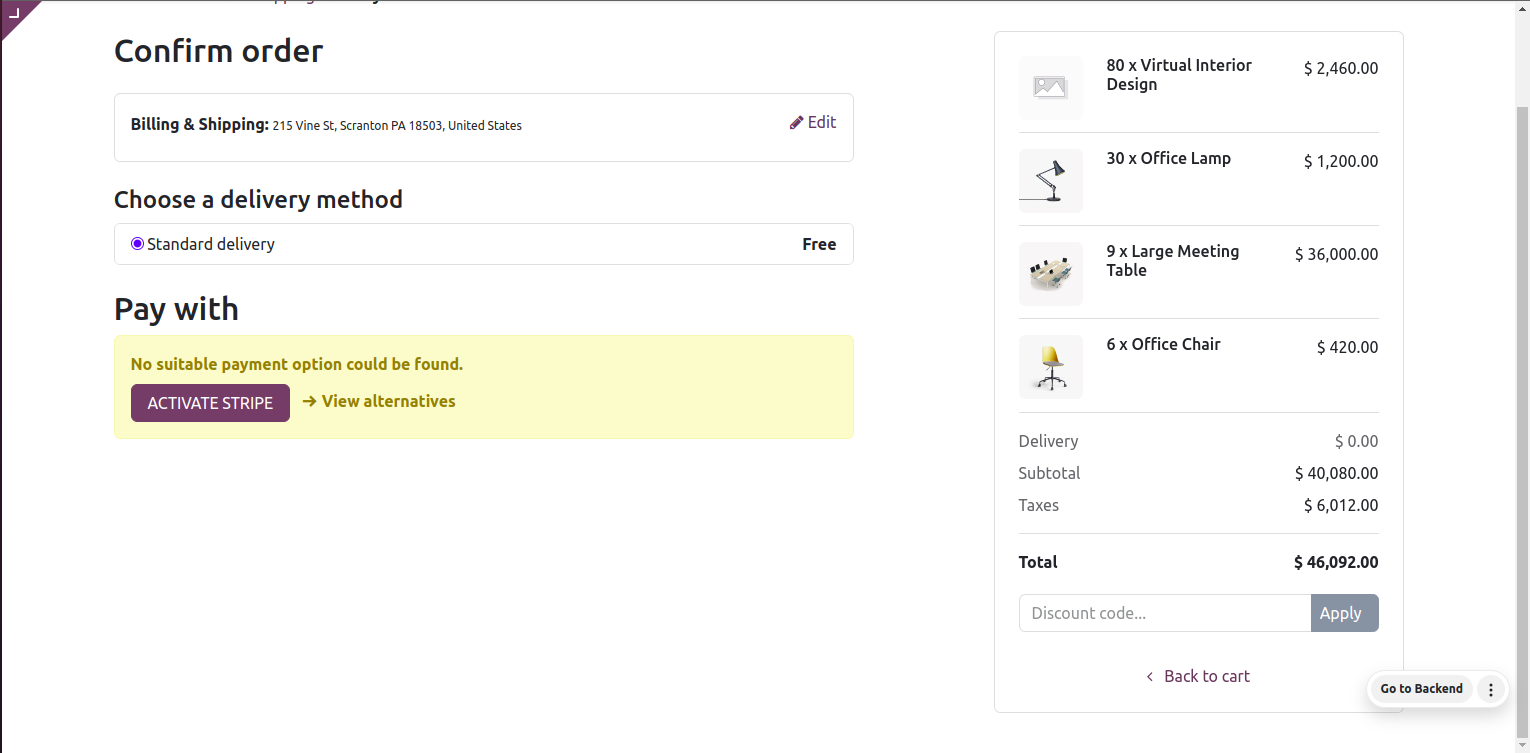 Confirm order
Billing & Shipping: 215 Vine St, Scranton PA 18503, United States
Edit
Choose a delivery method
Standard delivery
Free
Pay with
No suitable payment option could be found.
ACTIVATE STRIPE
→ View alternatives
80 x Virtual Interior
Design
$ 2,460.00
30 x Office Lamp
$ 1,200.00
9 x Large Meeting
Table
$ 36,000.00
6 x Office Chair
$ 420.00
Delivery
$ 0.00
Subtotal
$ 40,080.00
Taxes
$ 6,012.00
Total
$ 46,092.00
Discount code...
Apply
Back to cart
Go to Backend